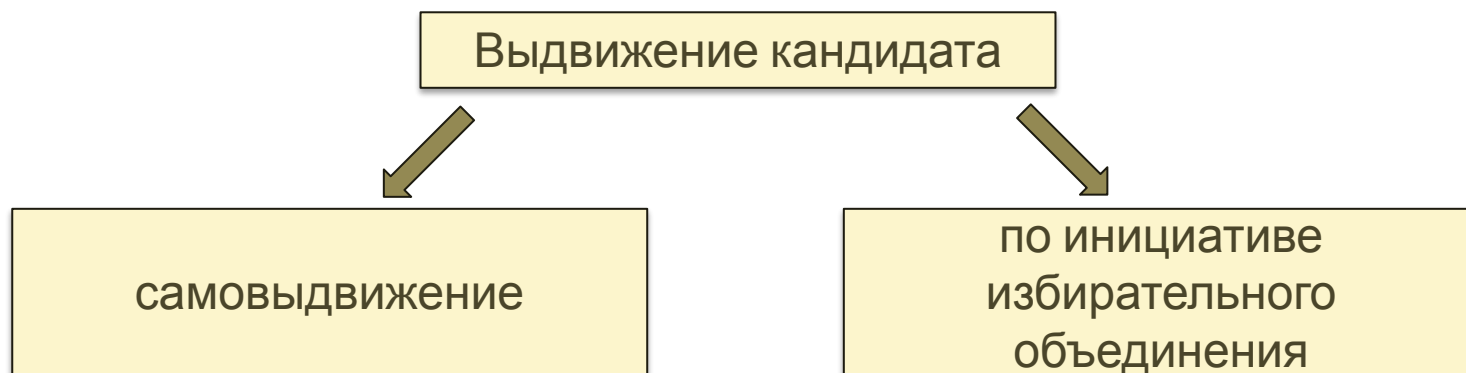 Выдвижение кандидата
самовыдвижение
по инициативе
избирательного
объединения